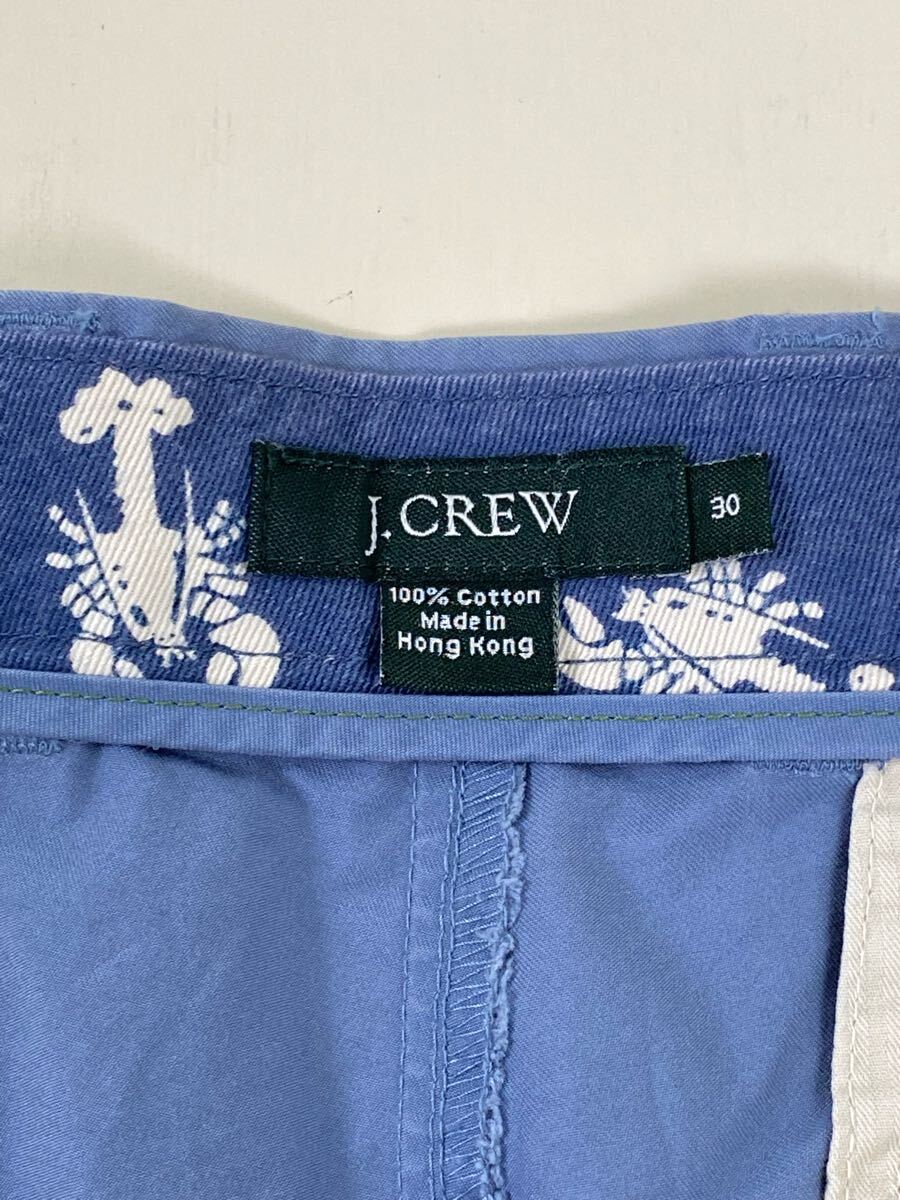 J.CREW
30
100% Cotton
Made in
Hong Kong